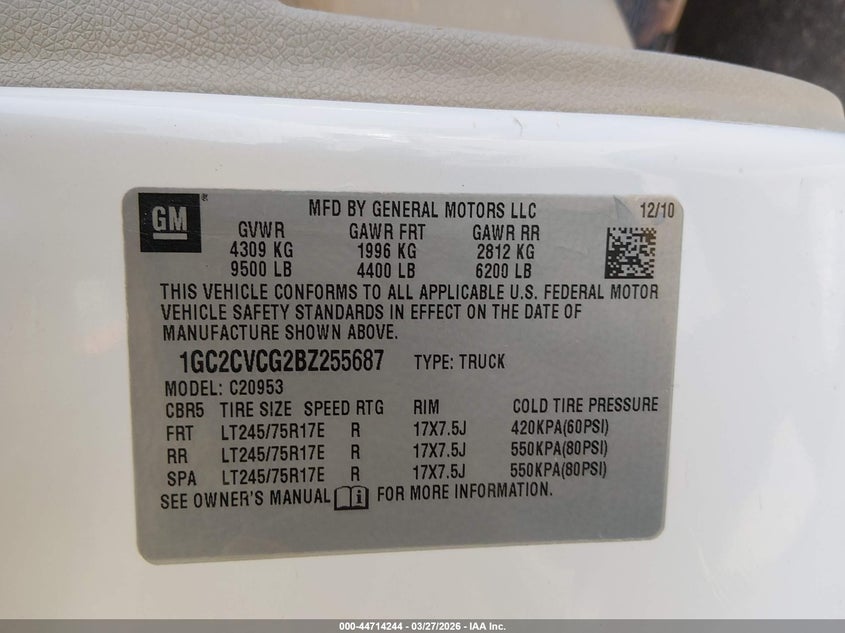 GM
MFD BY GENERAL MOTORS LLC 12/10
GVWR GAWR FRT GAWR RR
4309 KG 1996 KG 2812 KG
9500 LB 4400 LB 6200 LB
THIS VEHICLE CONFORMS TO ALL APPLICABLE U.S. FEDERAL MOTOR
VEHICLE SAFETY STANDARDS IN EFFECT ON THE DATE OF
MANUFACTURE SHOWN ABOVE.
1GC2CVCG2BZ255687 TYPE: TRUCK
MODEL: C20953
CBR5 TIRE SIZE SPEED RTG RIM COLD TIRE PRESSURE
FRT LT245/75R17E R 17X7.5J 420KPA(60PSI)
RR LT245/75R17E R 17X7.5J 550KPA(80PSI)
SPA LT245/75R17E R 17X7.5J 550KPA(80PSI)
SEE OWNER'S MANUAL i FOR MORE INFORMATION.
000-44714244 - 03/27/2026 - IAA Inc.